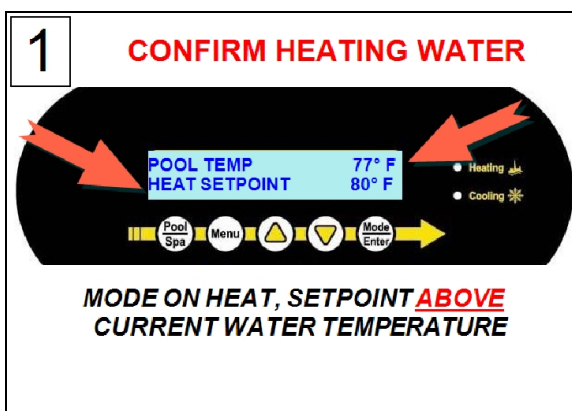 1
CONFIRM HEATING WATER
POOL TEMP 77° F
HEAT SETPOINT 80° F
Heating
Cooling
Pool
Spa
Menu
Mode
Enter
MODE ON HEAT, SETPOINT ABOVE
CURRENT WATER TEMPERATURE